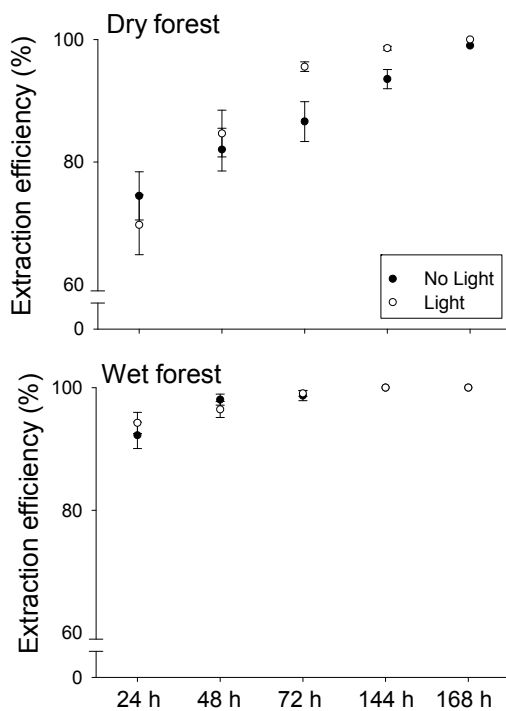 Dry forest
Extraction efficiency (%)
100
80
60
0
No Light
Light
Wet forest
Extraction efficiency (%)
100
80
60
0
24 h 48 h 72 h 144 h 168 h